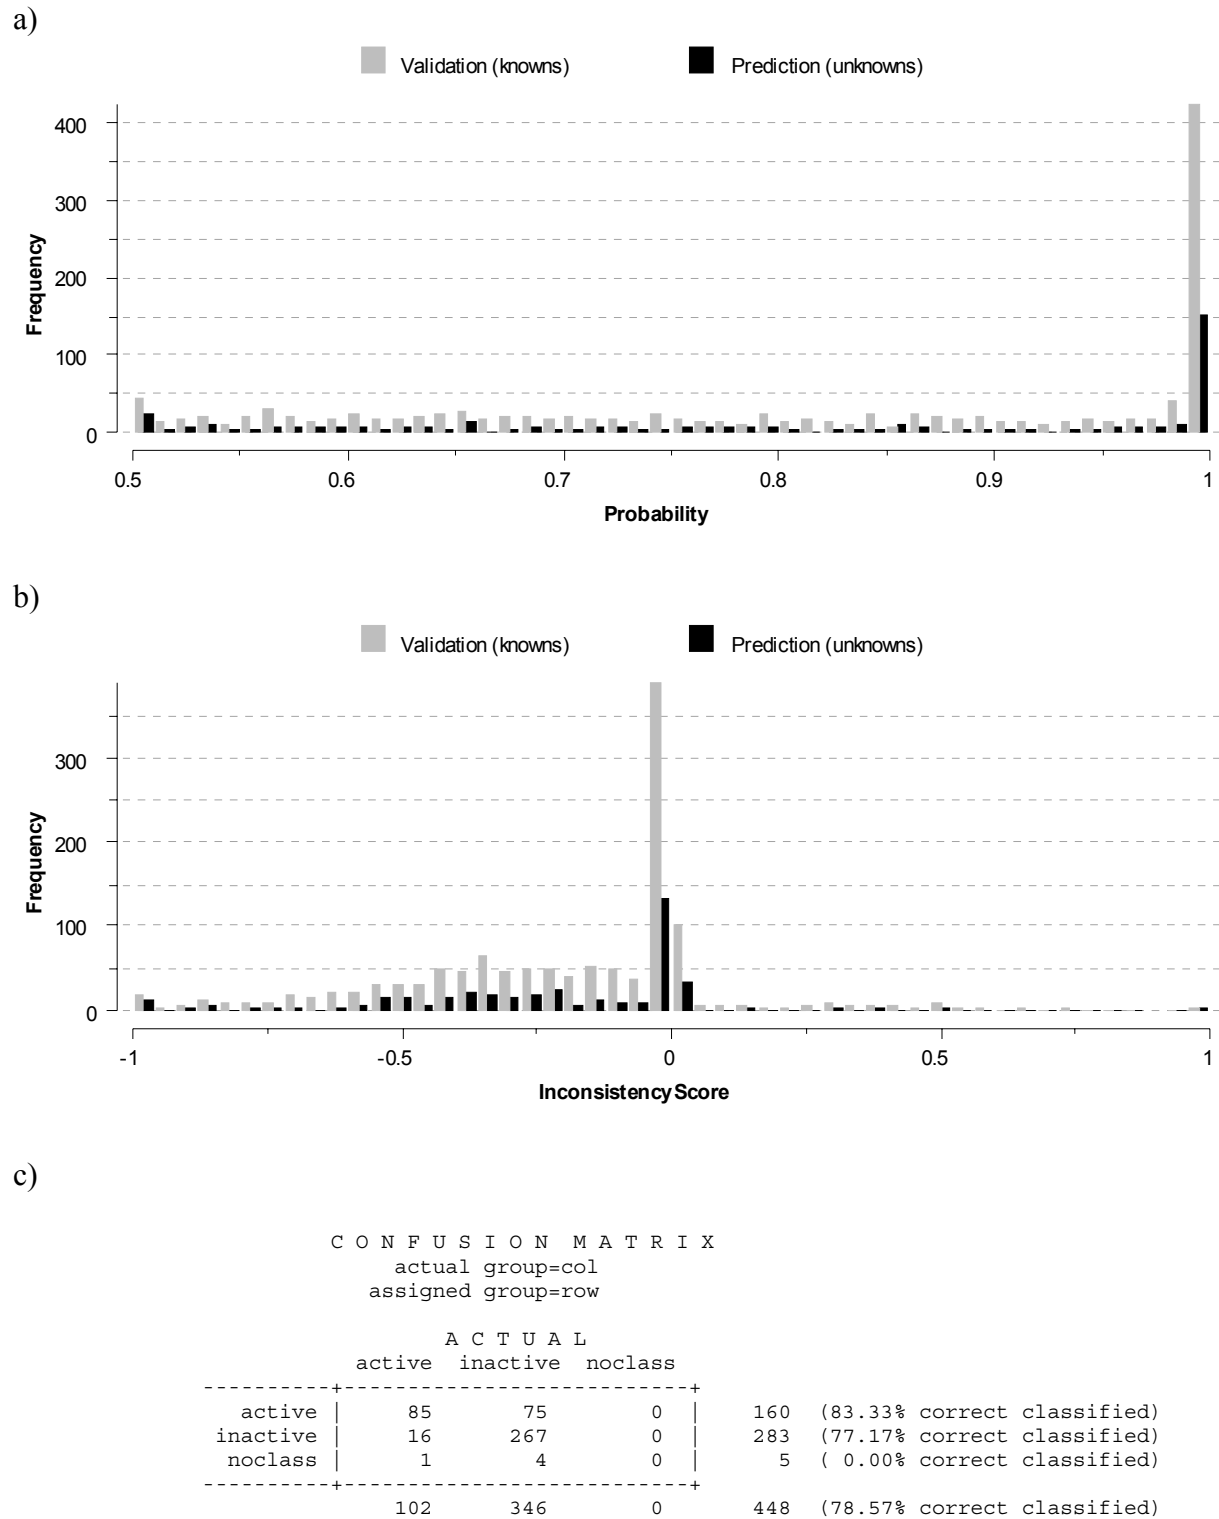 a)
Validation (knowns) Prediction (unknowns)
400
300
200
100
0
Frequency
0.5 0.6 0.7 0.8 0.9 1
Probability
b)
Validation (knowns) Prediction (unknowns)
300
200
100
0
Frequency
-1 -0.5 0 0.5 1
Inconsistency Score
c)
C O N F U S I O N M A T R I X
actual group=col
assigned group=row
A C T U A L
active inactive noclass
----------+---------------------------+
active | 85 75 0 | 160 (83.33% correct classified)
inactive | 16 267 0 | 283 (77.17% correct classified)
noclass | 1 4 0 | 5 ( 0.00% correct classified)
----------+---------------------------+
102 346 0 448 (78.57% correct classified)